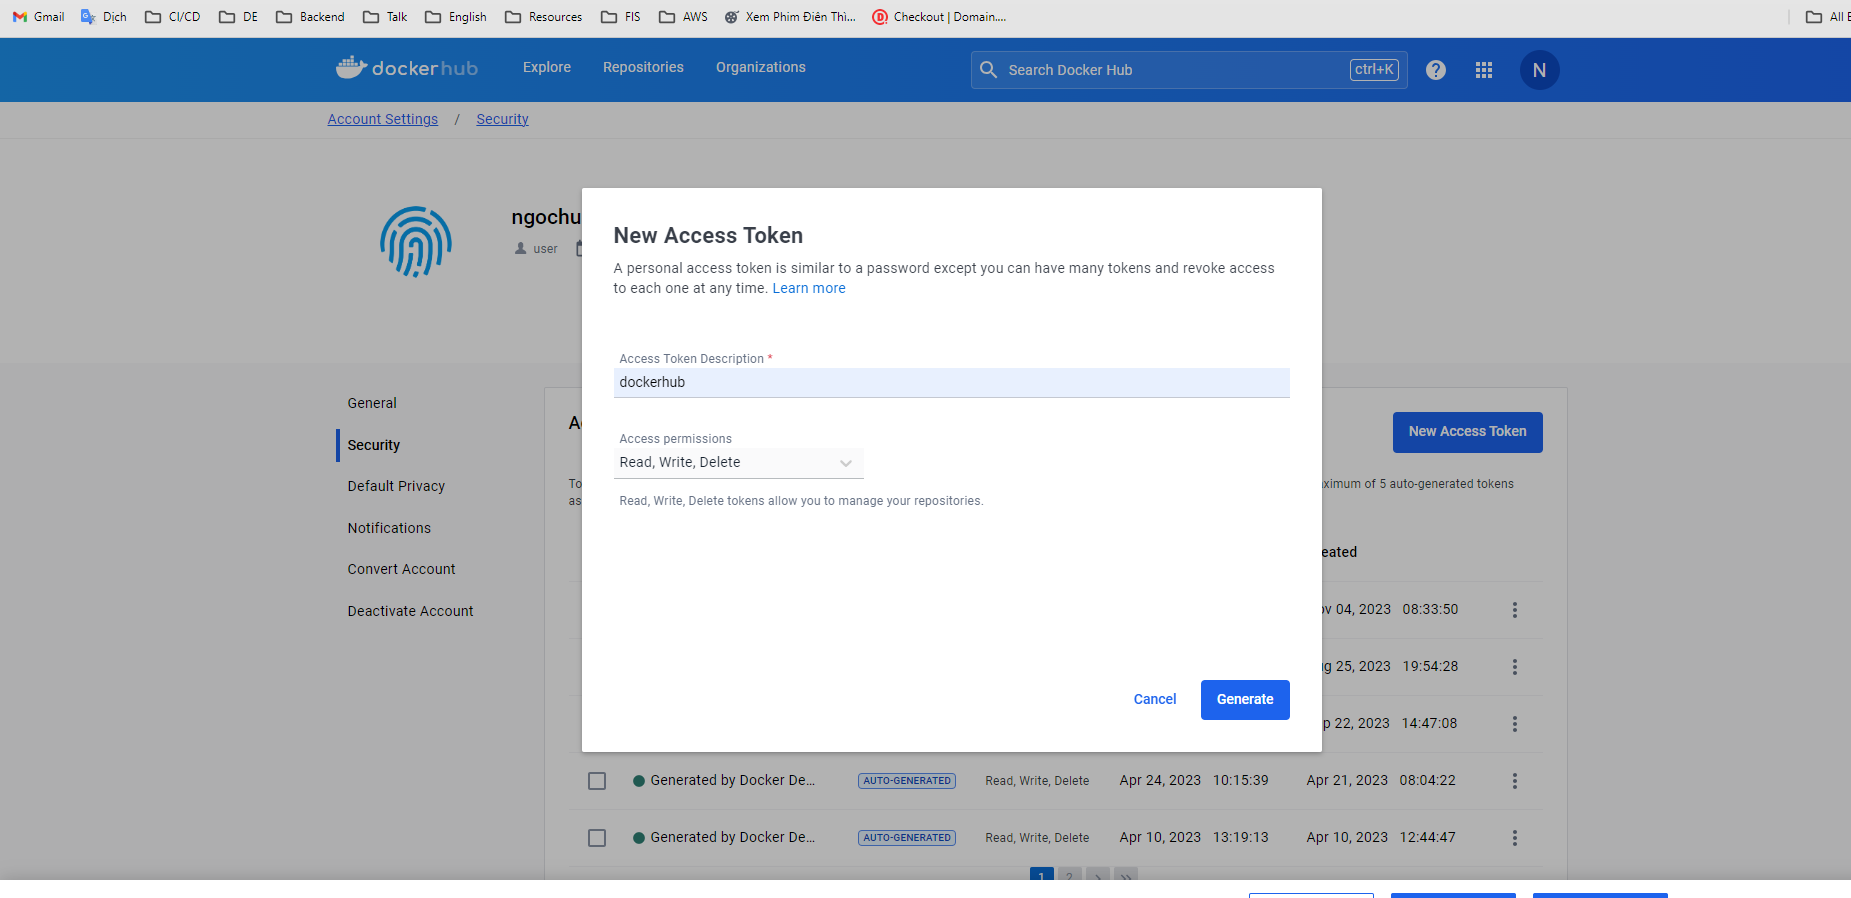 Gmail Dịch CI/CD DE Backend Talk English Resources FIS AWS Xem Phim Điên Thì... Checkout | Domain.... All
docker hub Explore Repositories Organizations Search Docker Hub ctrl+K ? N
Account Settings / Security
ngochu
user
New Access Token
A personal access token is similar to a password except you can have many tokens and revoke access
to each one at any time. Learn more
Access Token Description *
dockerhub
Access permissions
Read, Write, Delete
Read, Write, Delete tokens allow you to manage your repositories.
Cancel Generate
General
Security
Default Privacy
Notifications
Convert Account
Deactivate Account
New Access Token
To
as
ximum of 5 auto-generated tokens
eated
ov 04, 2023 08:33:50
ug 25, 2023 19:54:28
p 22, 2023 14:47:08
Generated by Docker De... AUTO-GENERATED Read, Write, Delete Apr 24, 2023 10:15:39 Apr 21, 2023 08:04:22
Generated by Docker De... AUTO-GENERATED Read, Write, Delete Apr 10, 2023 13:19:13 Apr 10, 2023 12:44:47
1 2 > >>